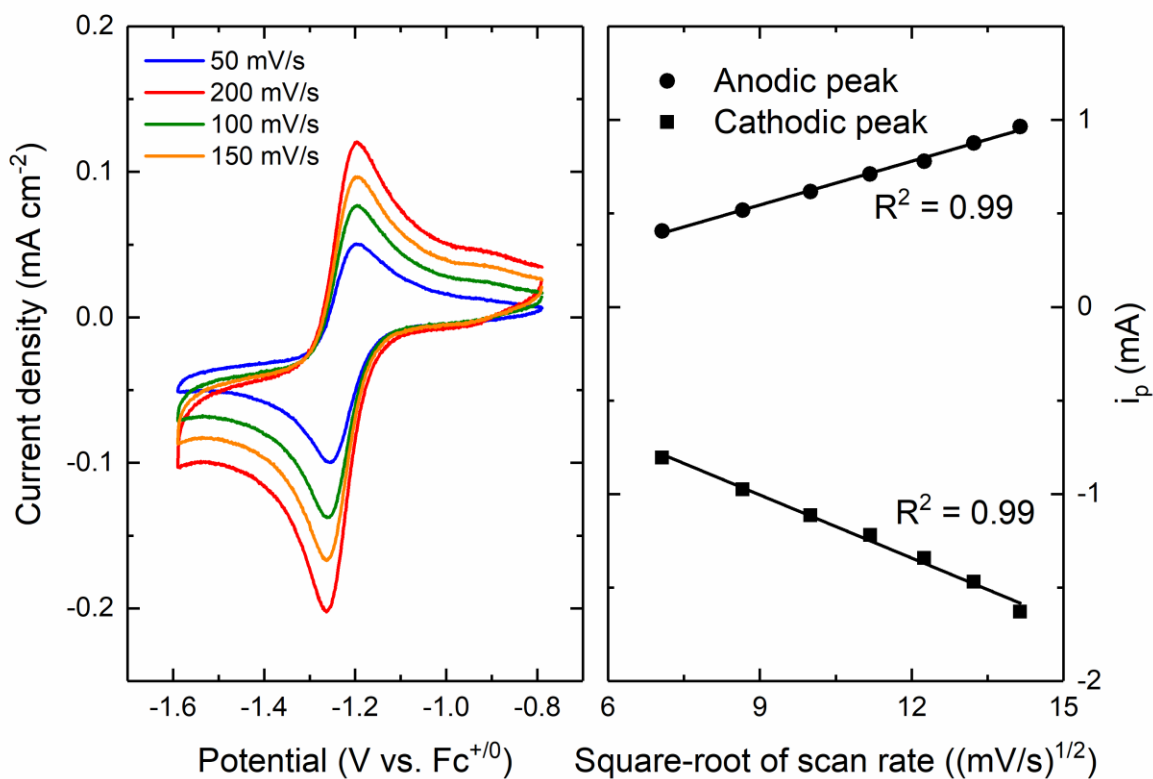 0.2
0.1
0.0
-0.1
-0.2
Current density (mA cm⁻²)
50 mV/s
200 mV/s
100 mV/s
150 mV/s
-1.6 -1.4 -1.2 -1.0 -0.8
Potential (V vs. Fc⁺ᐟ⁰)
Anodic peak
Cathodic peak
R² = 0.99
R² = 0.99
1
0
-1
-2
iₚ (mA)
6 9 12 15
Square-root of scan rate ((mV/s)¹ᐟ²)